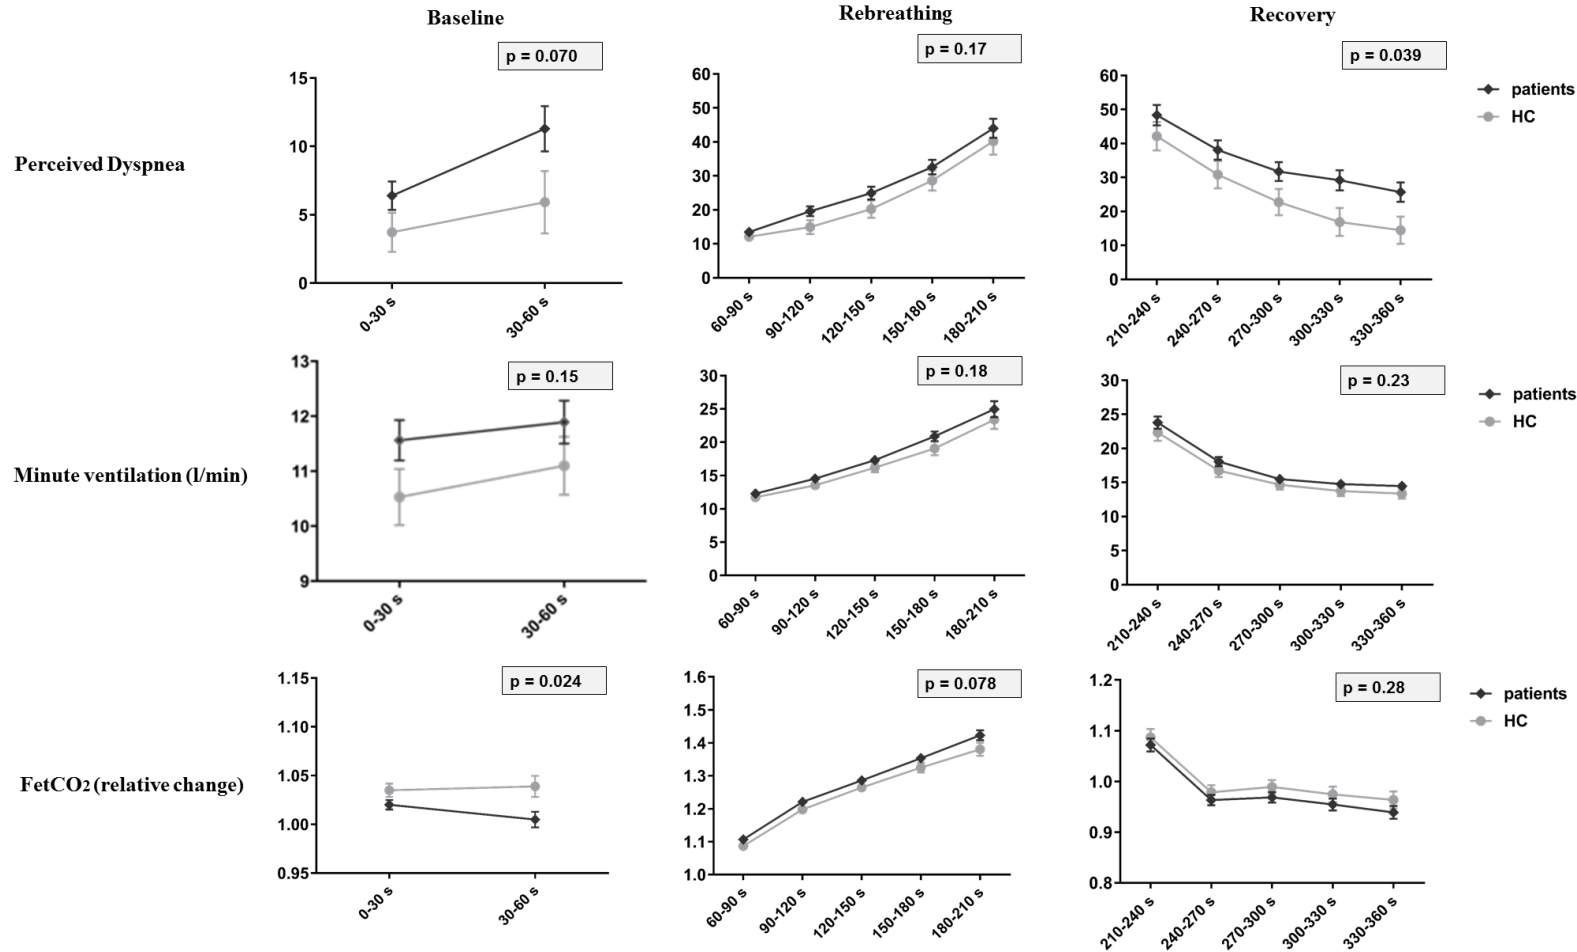 Baseline
Rebreathing
Recovery
Perceived Dyspnea
p = 0.070
15
10
5
0
0-30 s
30-60 s
p = 0.17
60
50
40
30
20
10
0
60-90 s
90-120 s
120-150 s
150-180 s
180-210 s
p = 0.039
60
50
40
30
20
10
0
210-240 s
240-270 s
270-300 s
300-330 s
330-360 s
patients
HC
Minute ventilation (l/min)
p = 0.15
13
12
11
10
9
0-30 s
30-60 s
p = 0.18
30
25
20
15
10
5
0
60-90 s
90-120 s
120-150 s
150-180 s
180-210 s
p = 0.23
30
25
20
15
10
5
0
210-240 s
240-270 s
270-300 s
300-330 s
330-360 s
patients
HC
FetCO2 (relative change)
p = 0.024
1.15
1.10
1.05
1.00
0.95
0-30 s
30-60 s
p = 0.078
1.6
1.5
1.4
1.3
1.2
1.1
1.0
60-90 s
90-120 s
120-150 s
150-180 s
180-210 s
p = 0.28
1.2
1.1
1.0
0.9
0.8
210-240 s
240-270 s
270-300 s
300-330 s
330-360 s
patients
HC